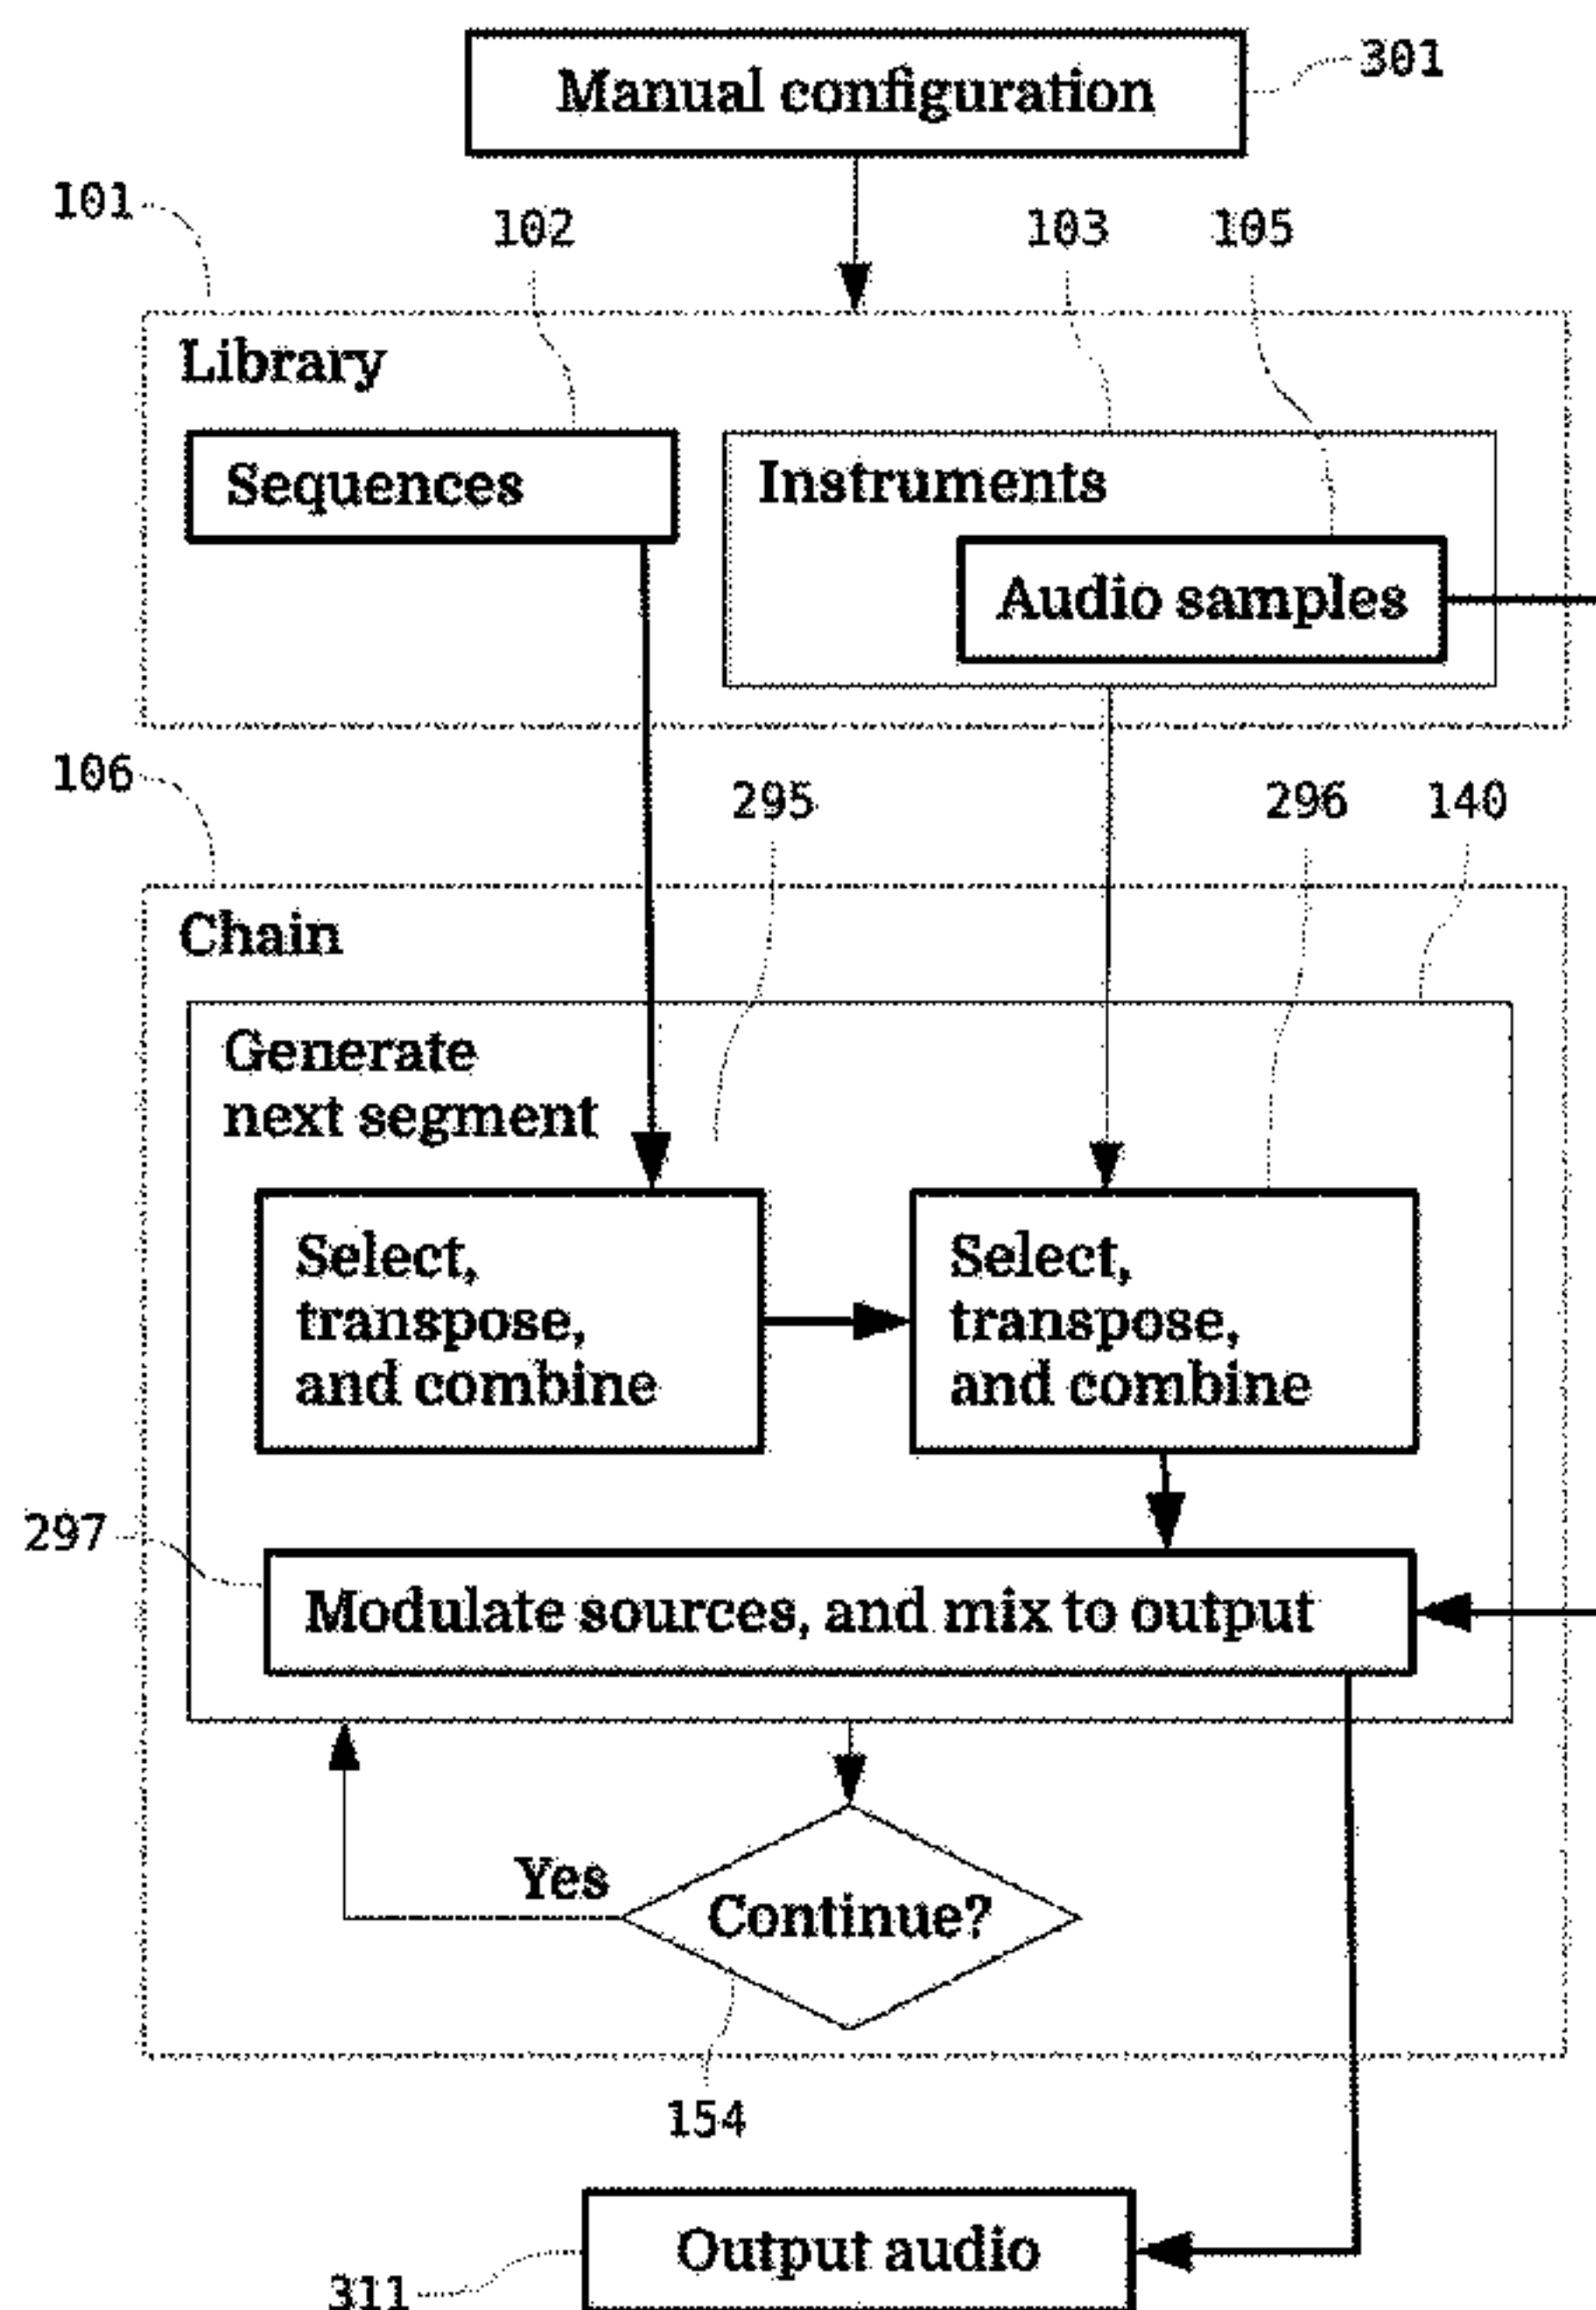 Manual configuration
301
101
102
103
105
Library
Sequences
Instruments
Audio samples
106
295
296
140
Chain
Generate
next segment
Select,
transpose,
and combine
Select,
transpose,
and combine
297
Modulate sources, and mix to output
Yes
Continue?
154
Output audio
311